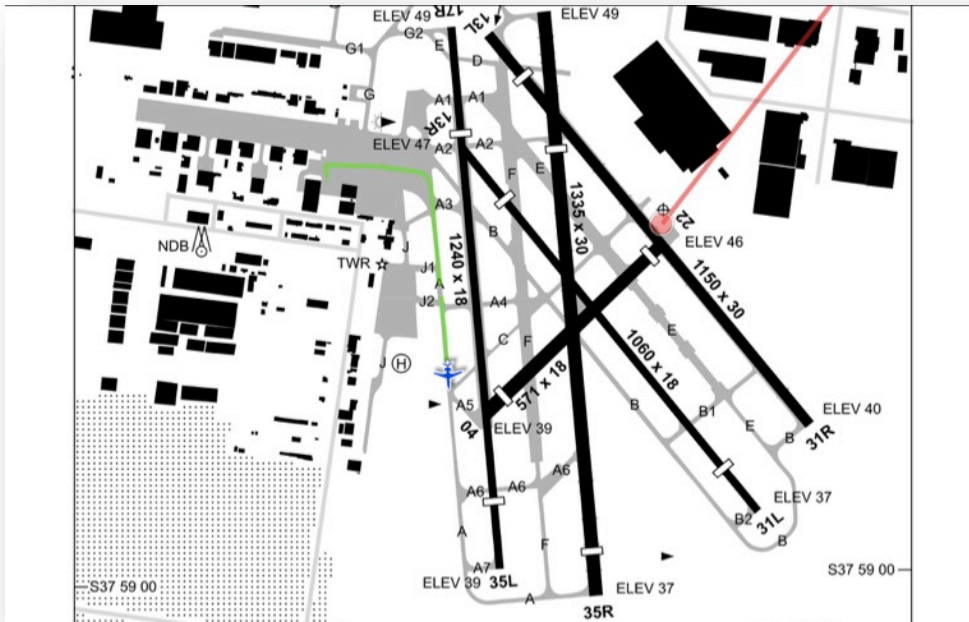 ELEV 49
17R
13L
ELEV 49
G2
G1
E
D
G
A1
A1
13R
ELEV 47
A2
A2
E
F
A3
B
1335 x 30
22
NDB
TWR
J
J1
A
1240 x 18
ELEV 46
J2
A4
1150 x 30
E
C
F
J
H
571 x 18
1060 x 18
A5
04
ELEV 39
B
B1
E
B
ELEV 40
31R
A6
A6
A6
ELEV 37
B2
31L
B
A
F
S37 59 00
A7
ELEV 39
35L
A
35R
ELEV 37
S37 59 00